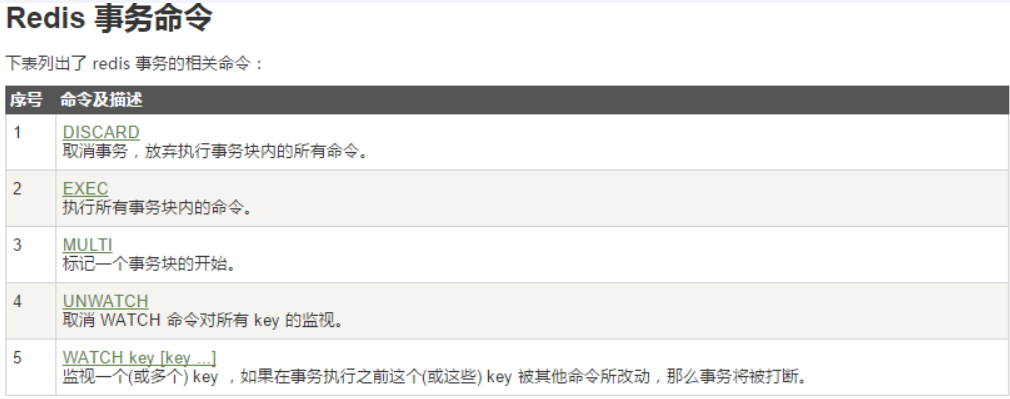 Redis 事务命令
下表列出了 redis 事务的相关命令：
序号 命令及描述
1 DISCARD
取消事务，放弃执行事务块内的所有命令。
2 EXEC
执行所有事务块内的命令。
3 MULTI
标记一个事务块的开始。
4 UNWATCH
取消 WATCH 命令对所有 key 的监视。
5 WATCH key [key ...]
监视一个(或多个) key ，如果在事务执行之前这个(或这些) key 被其他命令所改动，那么事务将被打断。